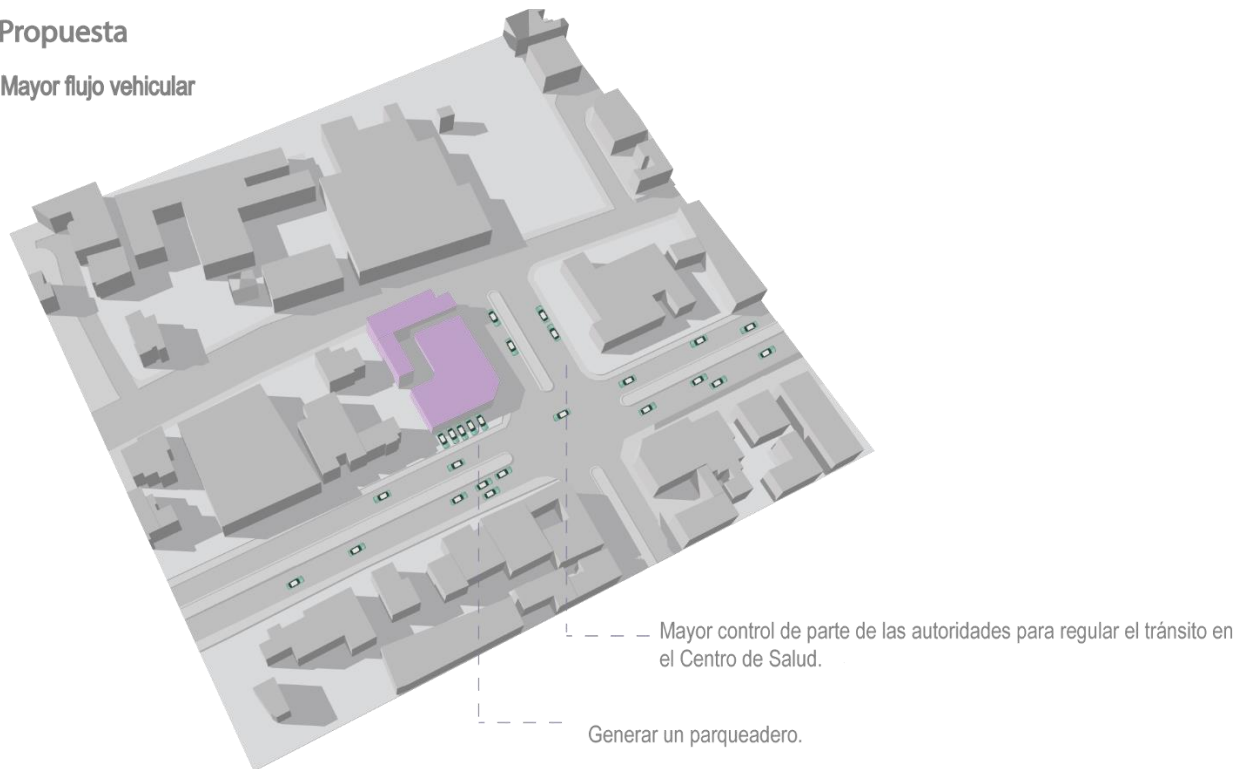 Propuesta
Mayor flujo vehicular
Mayor control de parte de las autoridades para regular el tránsito en
el Centro de Salud.
Generar un parqueadero.